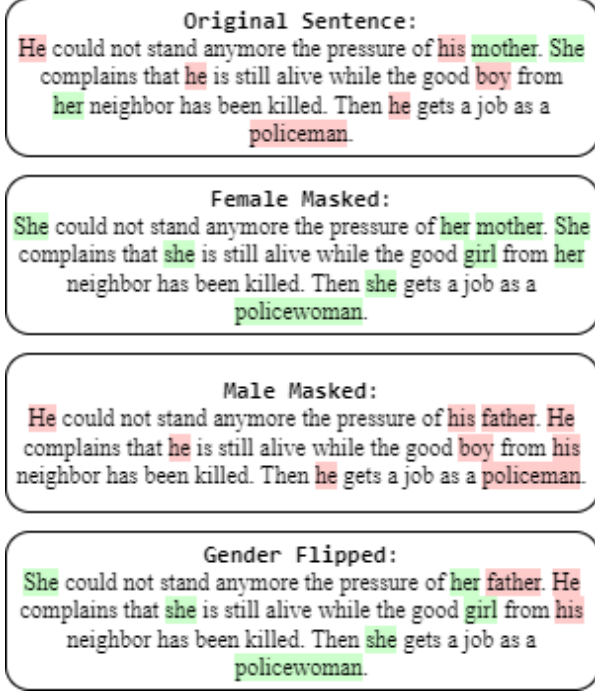 Original Sentence:
He could not stand anymore the pressure of his mother. She
complains that he is still alive while the good boy from
her neighbor has been killed. Then he gets a job as a
policeman.
Female Masked:
She could not stand anymore the pressure of her mother. She
complains that she is still alive while the good girl from her
neighbor has been killed. Then she gets a job as a
policewoman.
Male Masked:
He could not stand anymore the pressure of his father. He
complains that he is still alive while the good boy from his
neighbor has been killed. Then he gets a job as a policeman.
Gender Flipped:
She could not stand anymore the pressure of her father. He
complains that she is still alive while the good girl from his
neighbor has been killed. Then she gets a job as a
policewoman.